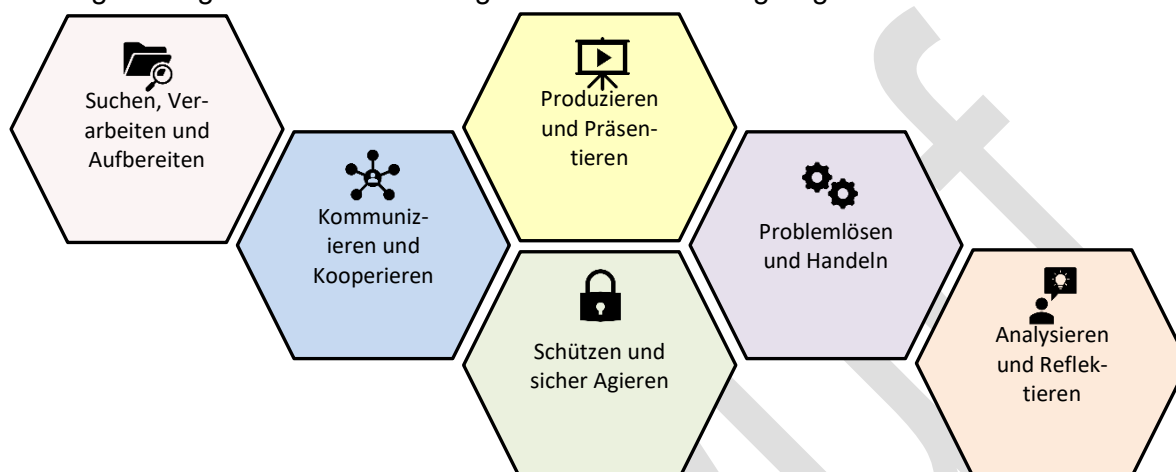 Suchen, Ver-
arbeiten und
Aufbereiten
Kommuniz-
ieren und
Kooperieren
Produzieren
und Präsen-
tieren
Schützen und
sicher Agieren
Problemlösen
und Handeln
Analysieren
und Reflek-
tieren